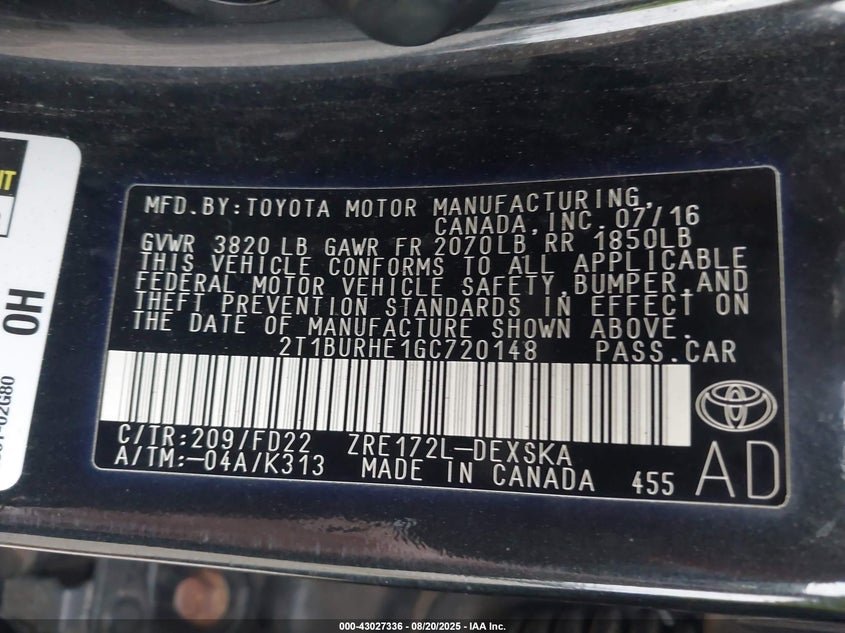 MFD.BY:TOYOTA MOTOR MANUFACTURING,
CANADA,INC. 07/16
GVWR 3820 LB GAWR FR 2070LB RR 1850LB
THIS VEHICLE CONFORMS TO ALL APPLICABLE
FEDERAL MOTOR VEHICLE SAFETY,BUMPER,AND
THEFT PREVENTION STANDARDS IN EFFECT ON
THE DATE OF MANUFACTURE SHOWN ABOVE.
2T1BURHE1GC720148 PASS.CAR
C/TR:209/FD22 ZRE172L-DEXSKA
A/TM:-04A/K313 MADE IN CANADA 455 AD
HO
000-43027336 - 08/20/2025 - IAA Inc.